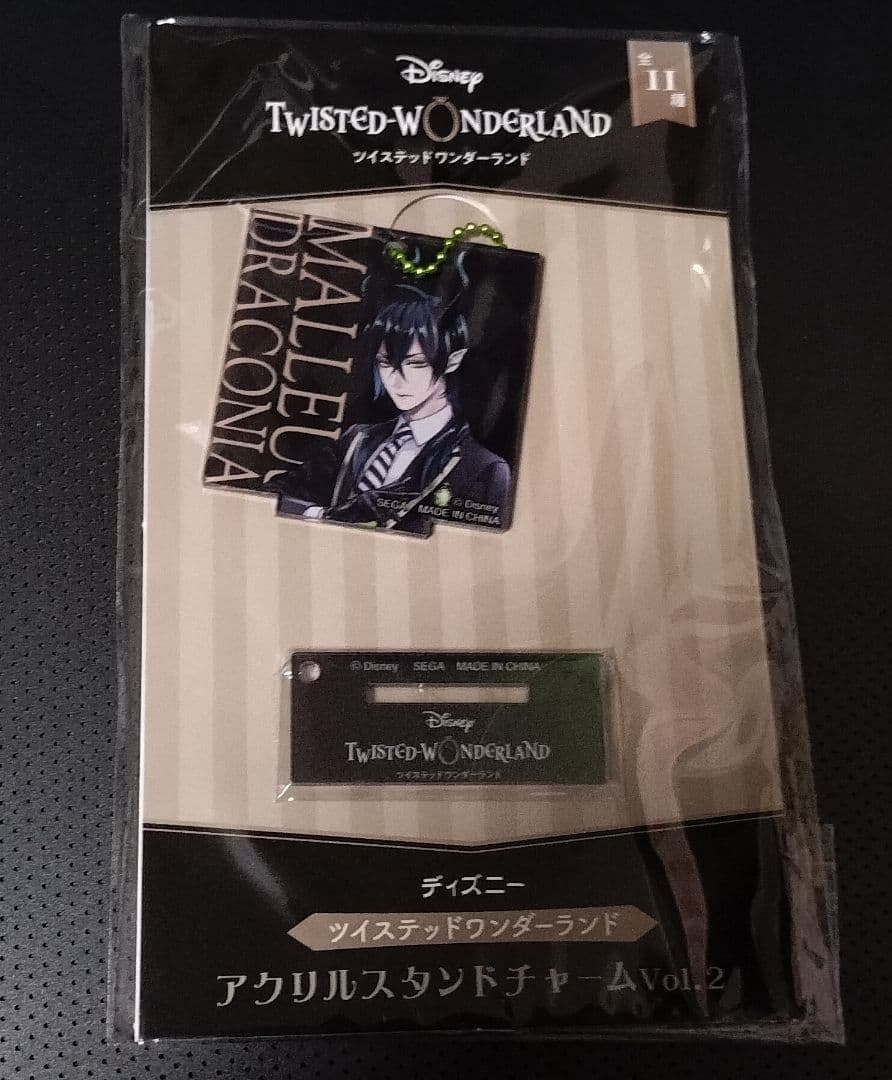 Disney
全
11
種
TWISTED-WONDERLAND
ツイステッドワンダーランド
MALLEUS
DRACONIA
SEGA © Disney
MADE IN CHINA
© Disney SEGA MADE IN CHINA
Disney
TWISTED-WONDERLAND
ツイステッドワンダーランド
ディズニー
ツイステッドワンダーランド
アクリルスタンドチャームVol.2